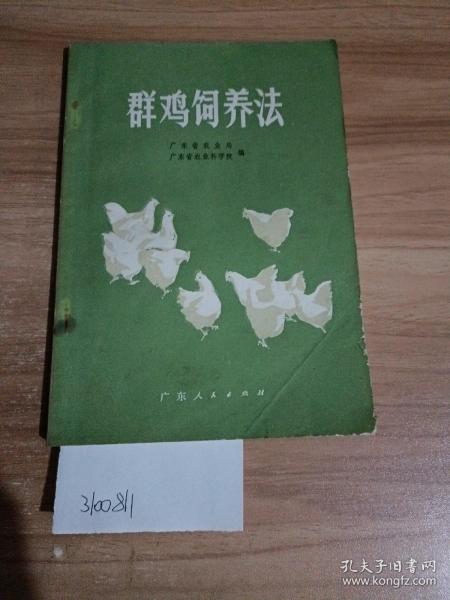 群鸡饲养法
广东省农业局
广东省农业科学院 编
广东人民出版社
3100811
孔夫子旧书网
www.kongfz.com